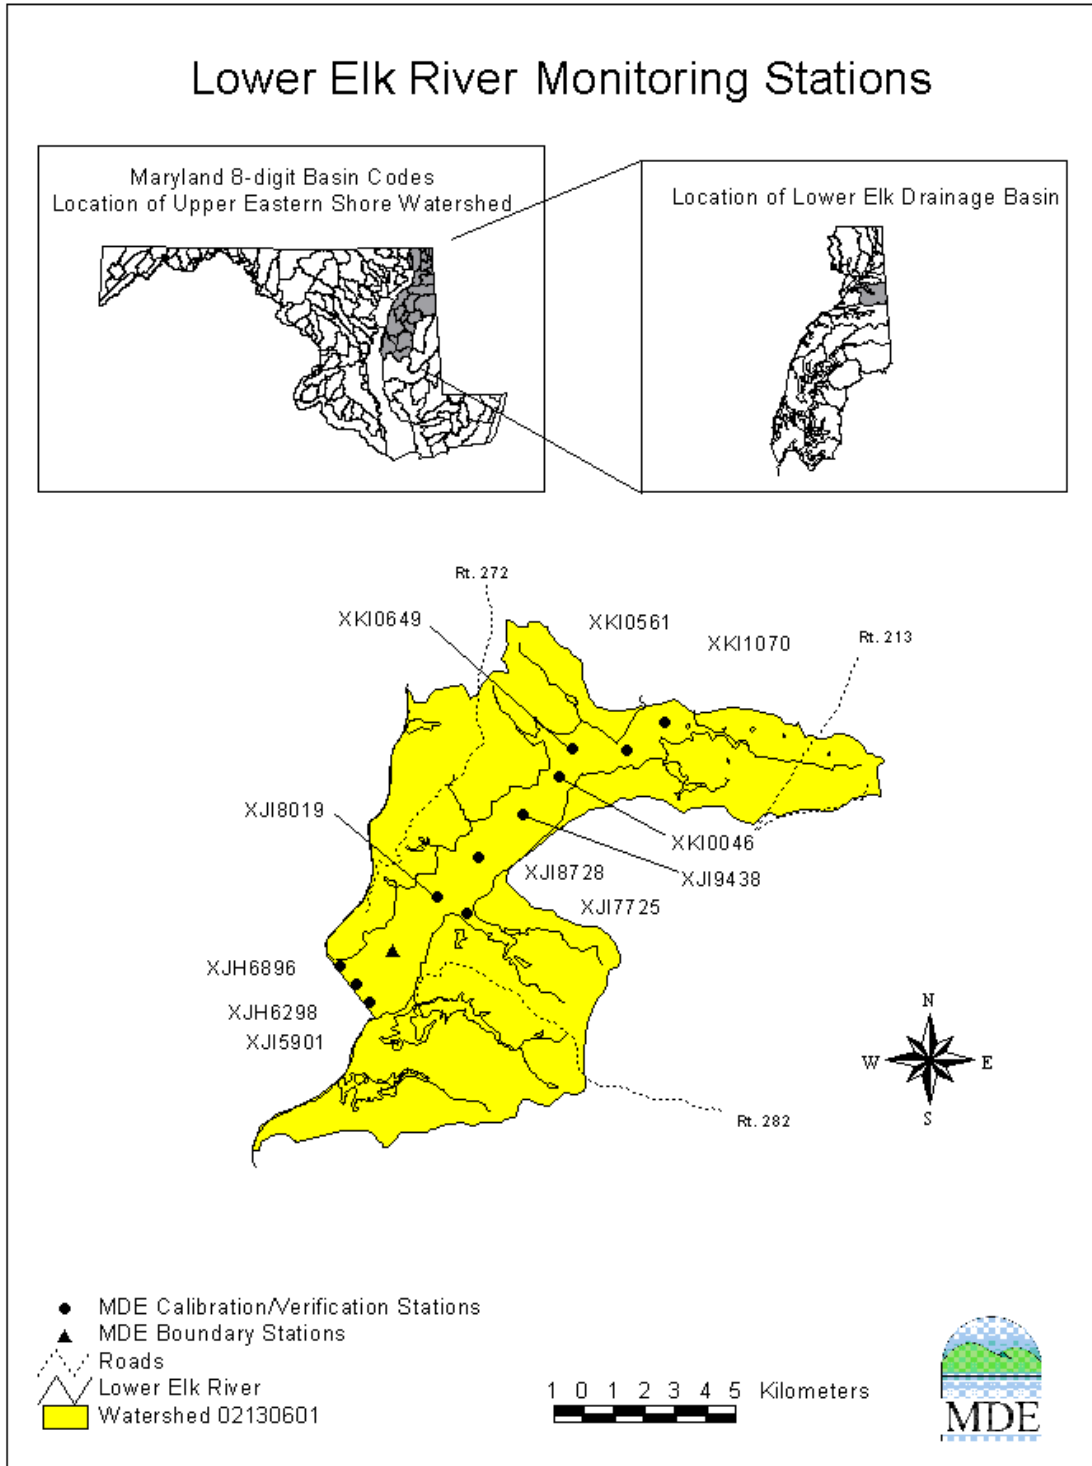 Lower Elk River Monitoring Stations
Maryland 8-digit Basin Codes
Location of Upper Eastern Shore Watershed
Location of Lower Elk Drainage Basin
Rt. 272
XKI0649
XKI0561
XKI1070
Rt. 213
XJI8019
XKI0046
XJI8728
XJI9438
XJI7725
XJH6896
XJH6298
XJI5901
N
W
E
S
Rt. 282
MDE Calibration/Verification Stations
MDE Boundary Stations
Roads
Lower Elk River
Watershed 02130601
1 0 1 2 3 4 5 Kilometers
MDE